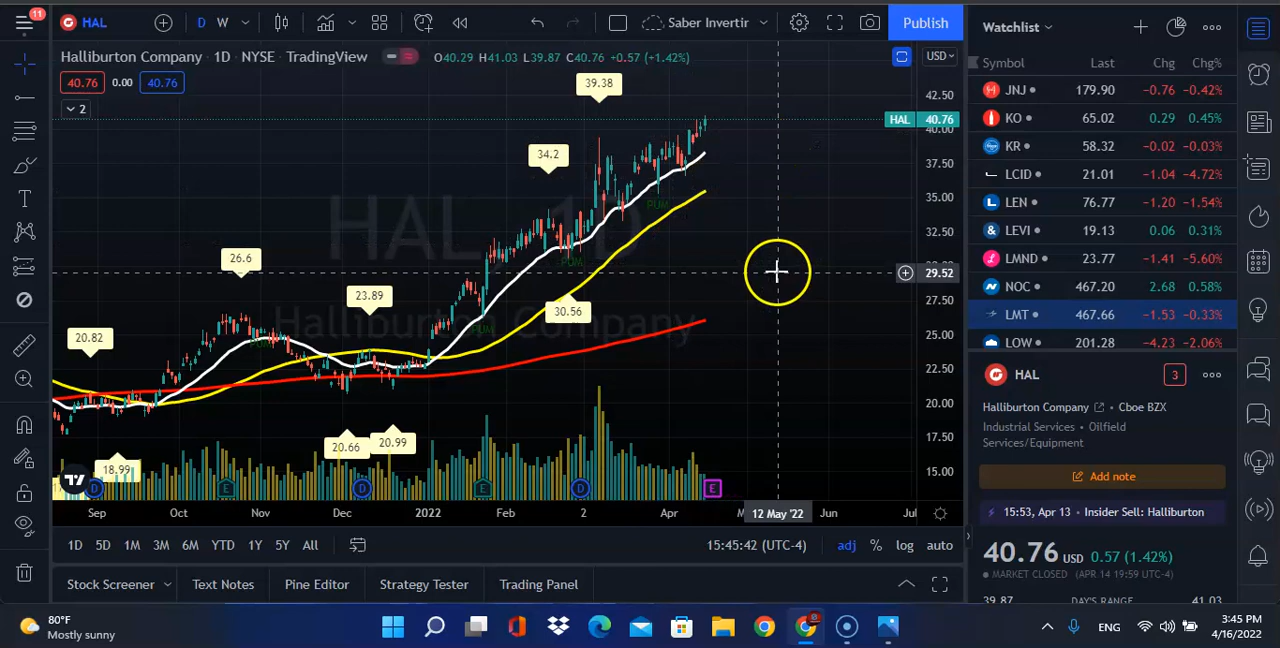 11
HAL
D W
Saber Invertir
Publish
Watchlist
Halliburton Company · 1D · NYSE · TradingView
O40.29 H41.03 L39.87 C40.76 +0.57 (+1.42%)
USD
40.76 0.00 40.76
2
Symbol Last Chg Chg%
JNJ 179.90 −0.76 −0.42%
KO 65.02 0.29 0.45%
KR 58.32 −0.02 −0.03%
LCID 21.01 −1.04 −4.72%
LEN 76.77 −1.20 −1.54%
LEVI 19.13 0.06 0.31%
LMND 23.77 −1.41 −5.60%
NOC 467.20 2.68 0.58%
LMT 467.66 −1.53 −0.33%
LOW 201.28 −4.23 −2.06%
42.50
HAL 40.76
40.00
37.50
35.00
32.50
30.00
29.52
27.50
25.00
22.50
20.00
17.50
15.00
HAL, 1D
Halliburton Company
39.38
34.2
26.6
23.89
30.56
20.82
20.66
20.99
18.99
PUM
PUM
PUM
D E D E D E
Sep Oct Nov Dec 2022 Feb 2 Apr 12 May '22 Jun Jul
1D 5D 1M 3M 6M YTD 1Y 5Y All
15:45:42 (UTC-4) adj % log auto
Stock Screener Text Notes Pine Editor Strategy Tester Trading Panel
HAL 3
Halliburton Company • Cboe BZX
Industrial Services • Oilfield
Services/Equipment
Add note
15:53, Apr 13 • Insider Sell: Halliburton
40.76 USD 0.57 (1.42%)
MARKET CLOSED (APR 14 19:59 UTC-4)
39.87 DAY'S RANGE 41.03
80°F
Mostly sunny
ENG
3:45 PM
4/16/2022